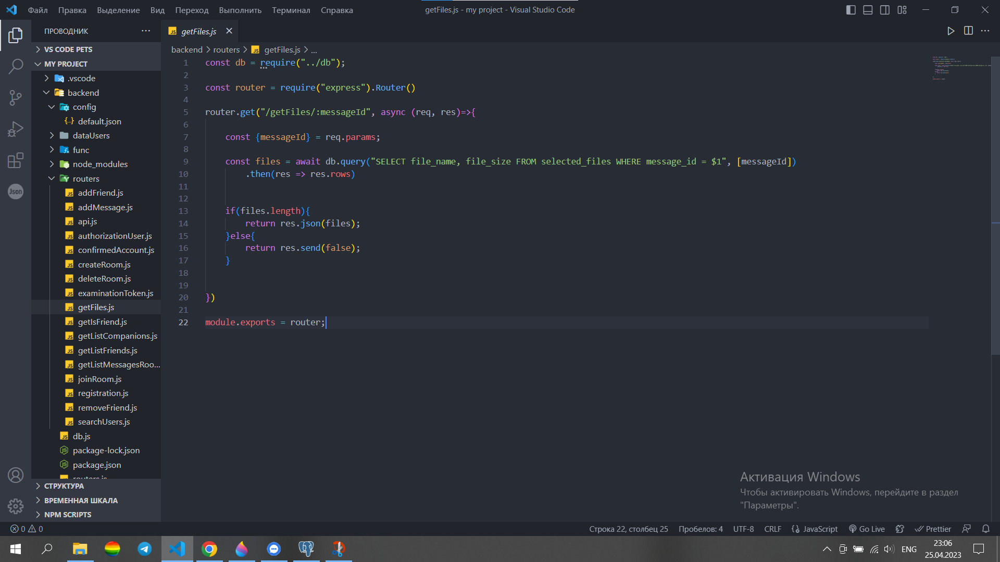 Файл Правка Выделение Вид Переход Выполнить Терминал Справка
getFiles.js - my project - Visual Studio Code
ПРОВОДНИК
VS CODE PETS
MY PROJECT
.vscode
backend
config
default.json
dataUsers
func
node_modules
routers
addFriend.js
addMessage.js
api.js
authorizationUser.js
confirmedAccount.js
createRoom.js
deleteRoom.js
examinationToken.js
getFiles.js
getIsFriend.js
getListCompanions.js
getListFriends.js
getListMessagesRoo...
joinRoom.js
registration.js
removeFriend.js
searchUsers.js
db.js
package-lock.json
package.json
routers.js
СТРУКТУРА
ВРЕМЕННАЯ ШКАЛА
NPM SCRIPTS
Json
JS getFiles.js
backend > routers > JS getFiles.js > ...
1 const db = require("../db");
2
3 const router = require("express").Router()
4
5 router.get("/getFiles/:messageId", async (req, res)=>{
6
7 const {messageId} = req.params;
8
9 const files = await db.query("SELECT file_name, file_size FROM selected_files WHERE message_id = $1", [messageId])
10 .then(res => res.rows)
11
12
13 if(files.length){
14 return res.json(files);
15 }else{
16 return res.send(false);
17 }
18
19
20 })
21
22 module.exports = router;
Активация Windows
Чтобы активировать Windows, перейдите в раздел
"Параметры".
0 0
Строка 22, столбец 25 Пробелов: 4 UTF-8 CRLF JavaScript Go Live Prettier
ENG
23:06
25.04.2023